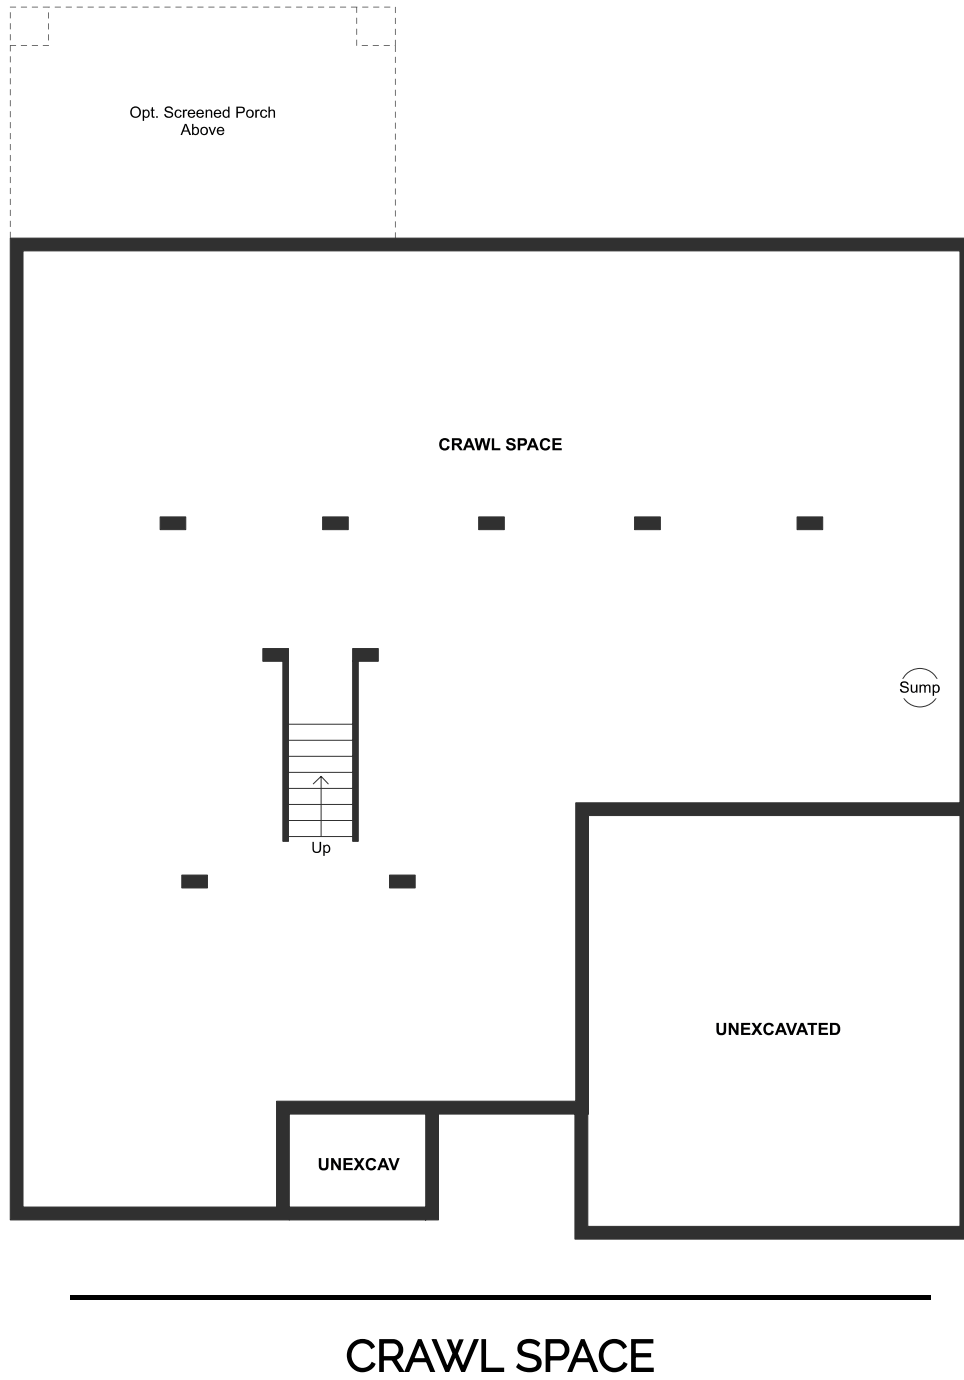 Opt. Screened Porch
Above
CRAWL SPACE
Sump
Up
UNEXCAVATED
UNEXCAV
CRAWL SPACE